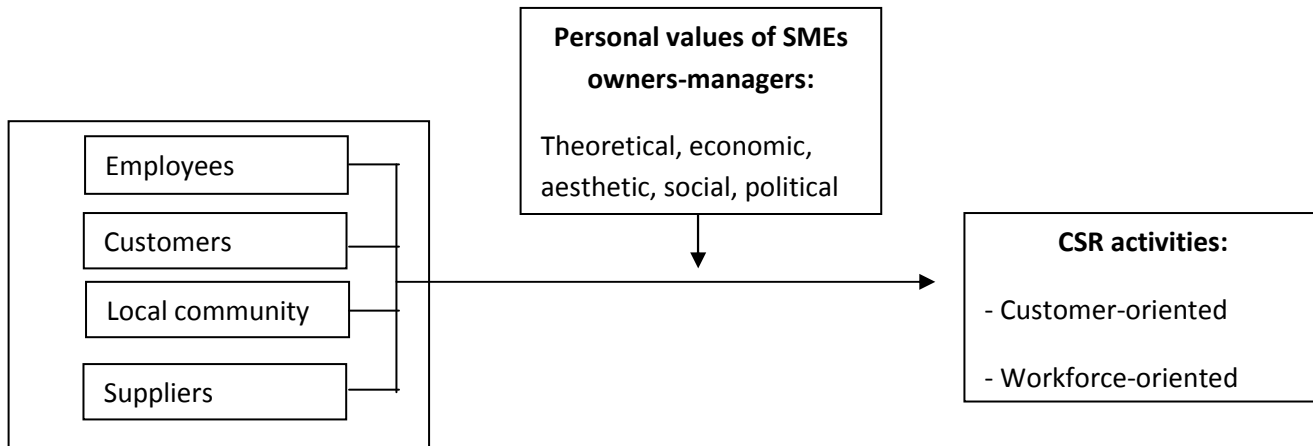 Personal values of SMEs
owners-managers:
Theoretical, economic,
aesthetic, social, political
Employees
Customers
Local community
Suppliers
CSR activities:
- Customer-oriented
- Workforce-oriented